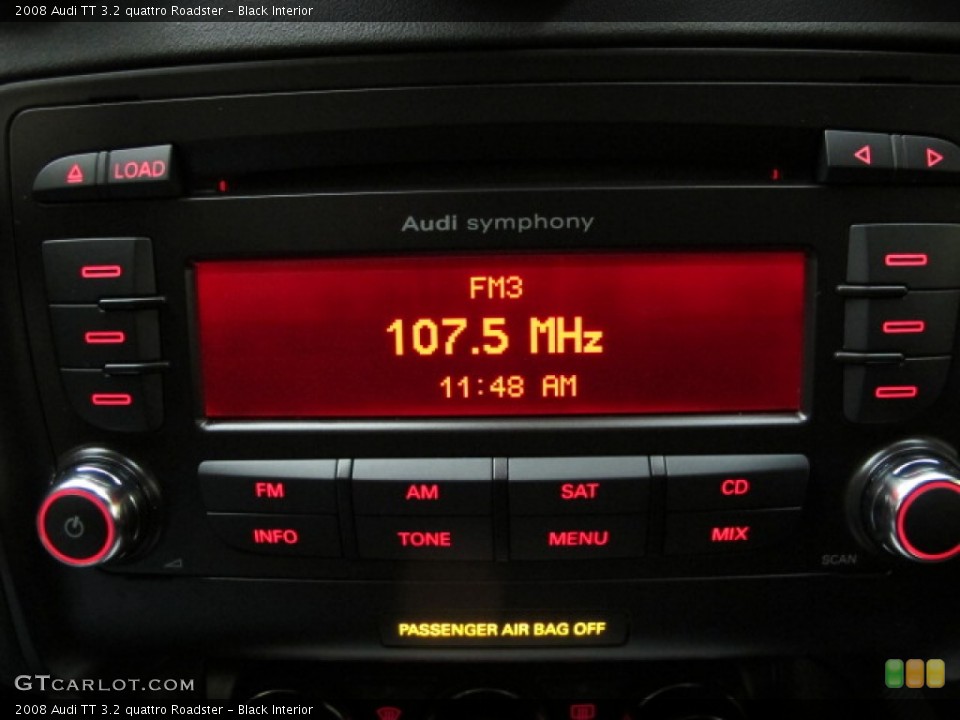 2008 Audi TT 3.2 quattro Roadster - Black Interior
LOAD
Audi symphony
FM3
107.5 MHz
11:48 AM
FM AM SAT CD
INFO TONE MENU MIX
SCAN
PASSENGER AIR BAG OFF
GTCARLOT.COM
2008 Audi TT 3.2 quattro Roadster - Black Interior